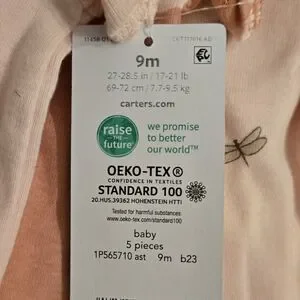 9m
27-28.5 in / 17-21 lb
69-72 cm / 7.7-9.5 kg
carters.com
raise
the
future®
we promise
to better
our world™
OEKO-TEX®
CONFIDENCE IN TEXTILES
STANDARD 100
20.HUS.39362 HOHENSTEIN HTTI
Tested for harmful substances
www.oeko-tex.com/standard100
baby
5 pieces
1P565710 ast 9m b23